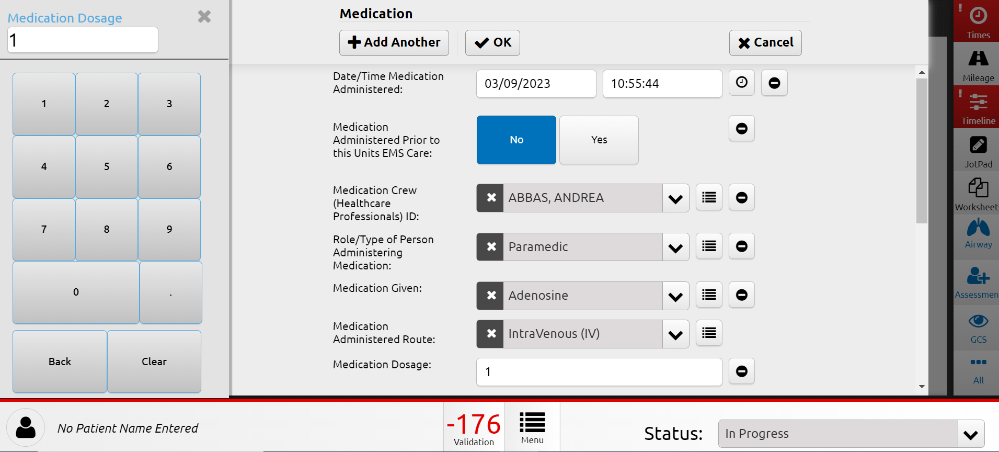 Medication Dosage
1
1
2
3
4
5
6
7
8
9
0
.
Back
Clear
Medication
Add Another
OK
Cancel
Date/Time Medication
Administered:
03/09/2023
10:55:44
Medication
Administered Prior to
this Units EMS Care:
No
Yes
Medication Crew
(Healthcare
Professionals) ID:
ABBAS, ANDREA
Role/Type of Person
Administering
Medication:
Paramedic
Medication Given:
Adenosine
Medication
Administered Route:
IntraVenous (IV)
Medication Dosage:
1
!
Times
Mileage
!
Timeline
JotPad
Worksheet
Airway
Assessmen
GCS
All
No Patient Name Entered
-176
Validation
Menu
Status:
In Progress